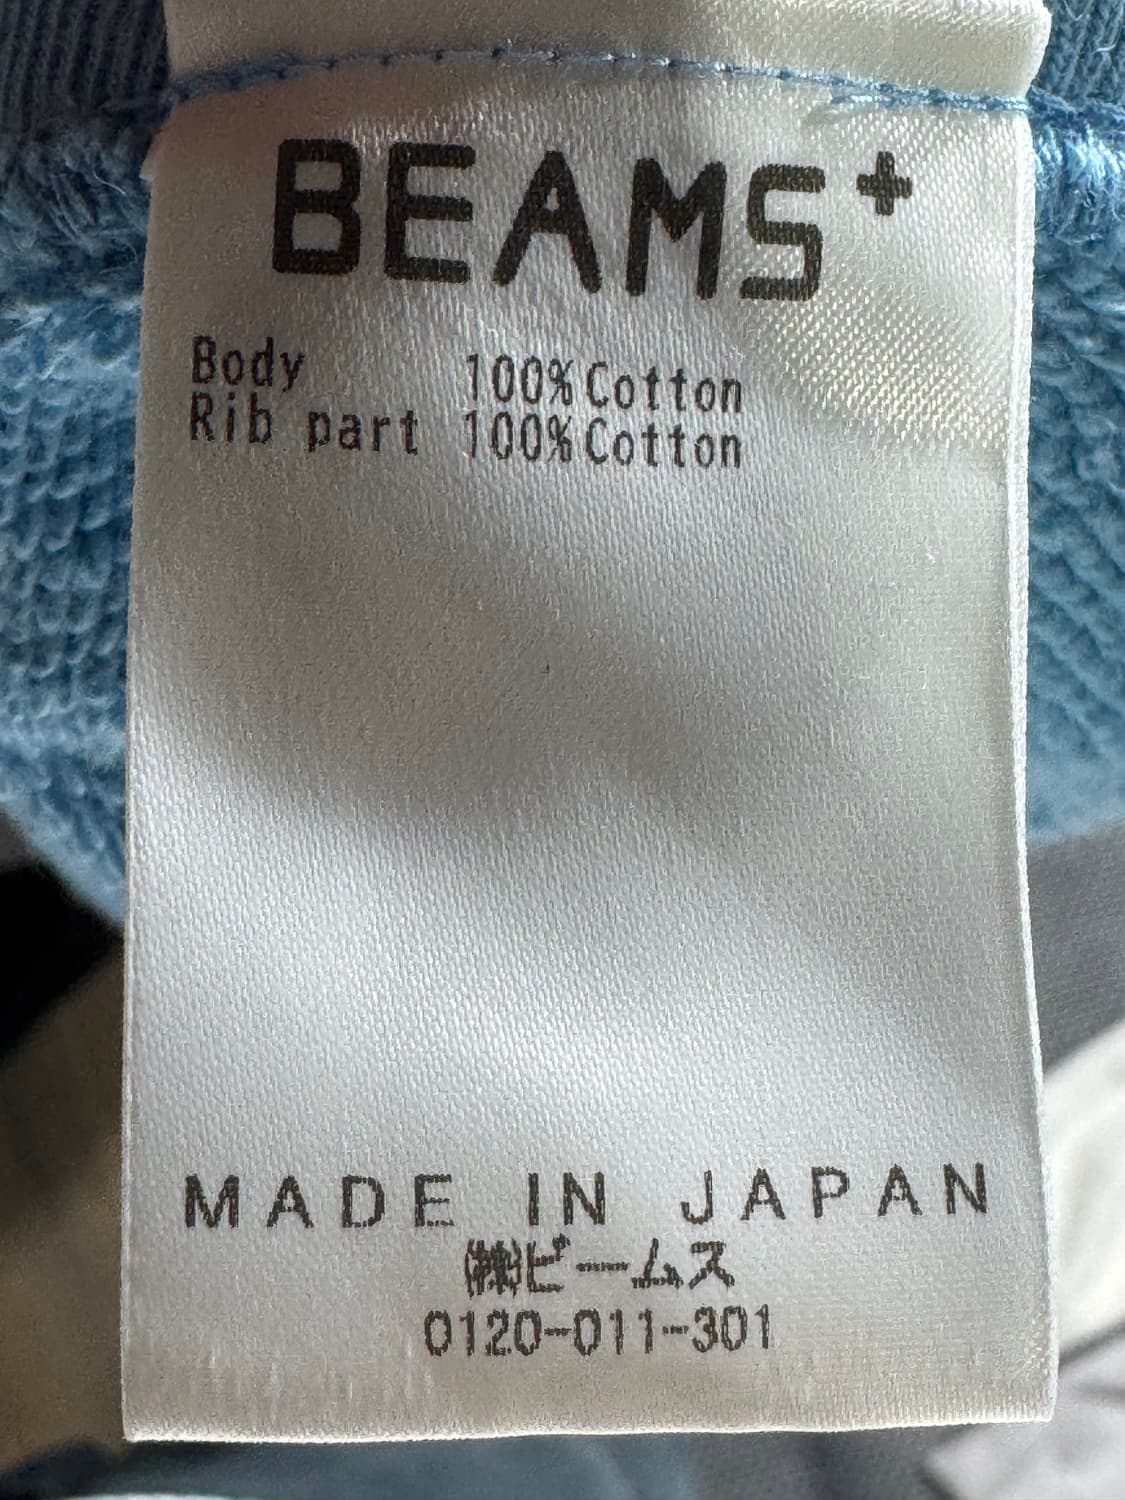 BEAMS+
Body 100%Cotton
Rib part 100%Cotton
MADE IN JAPAN
㈱ビームス
0120-011-301